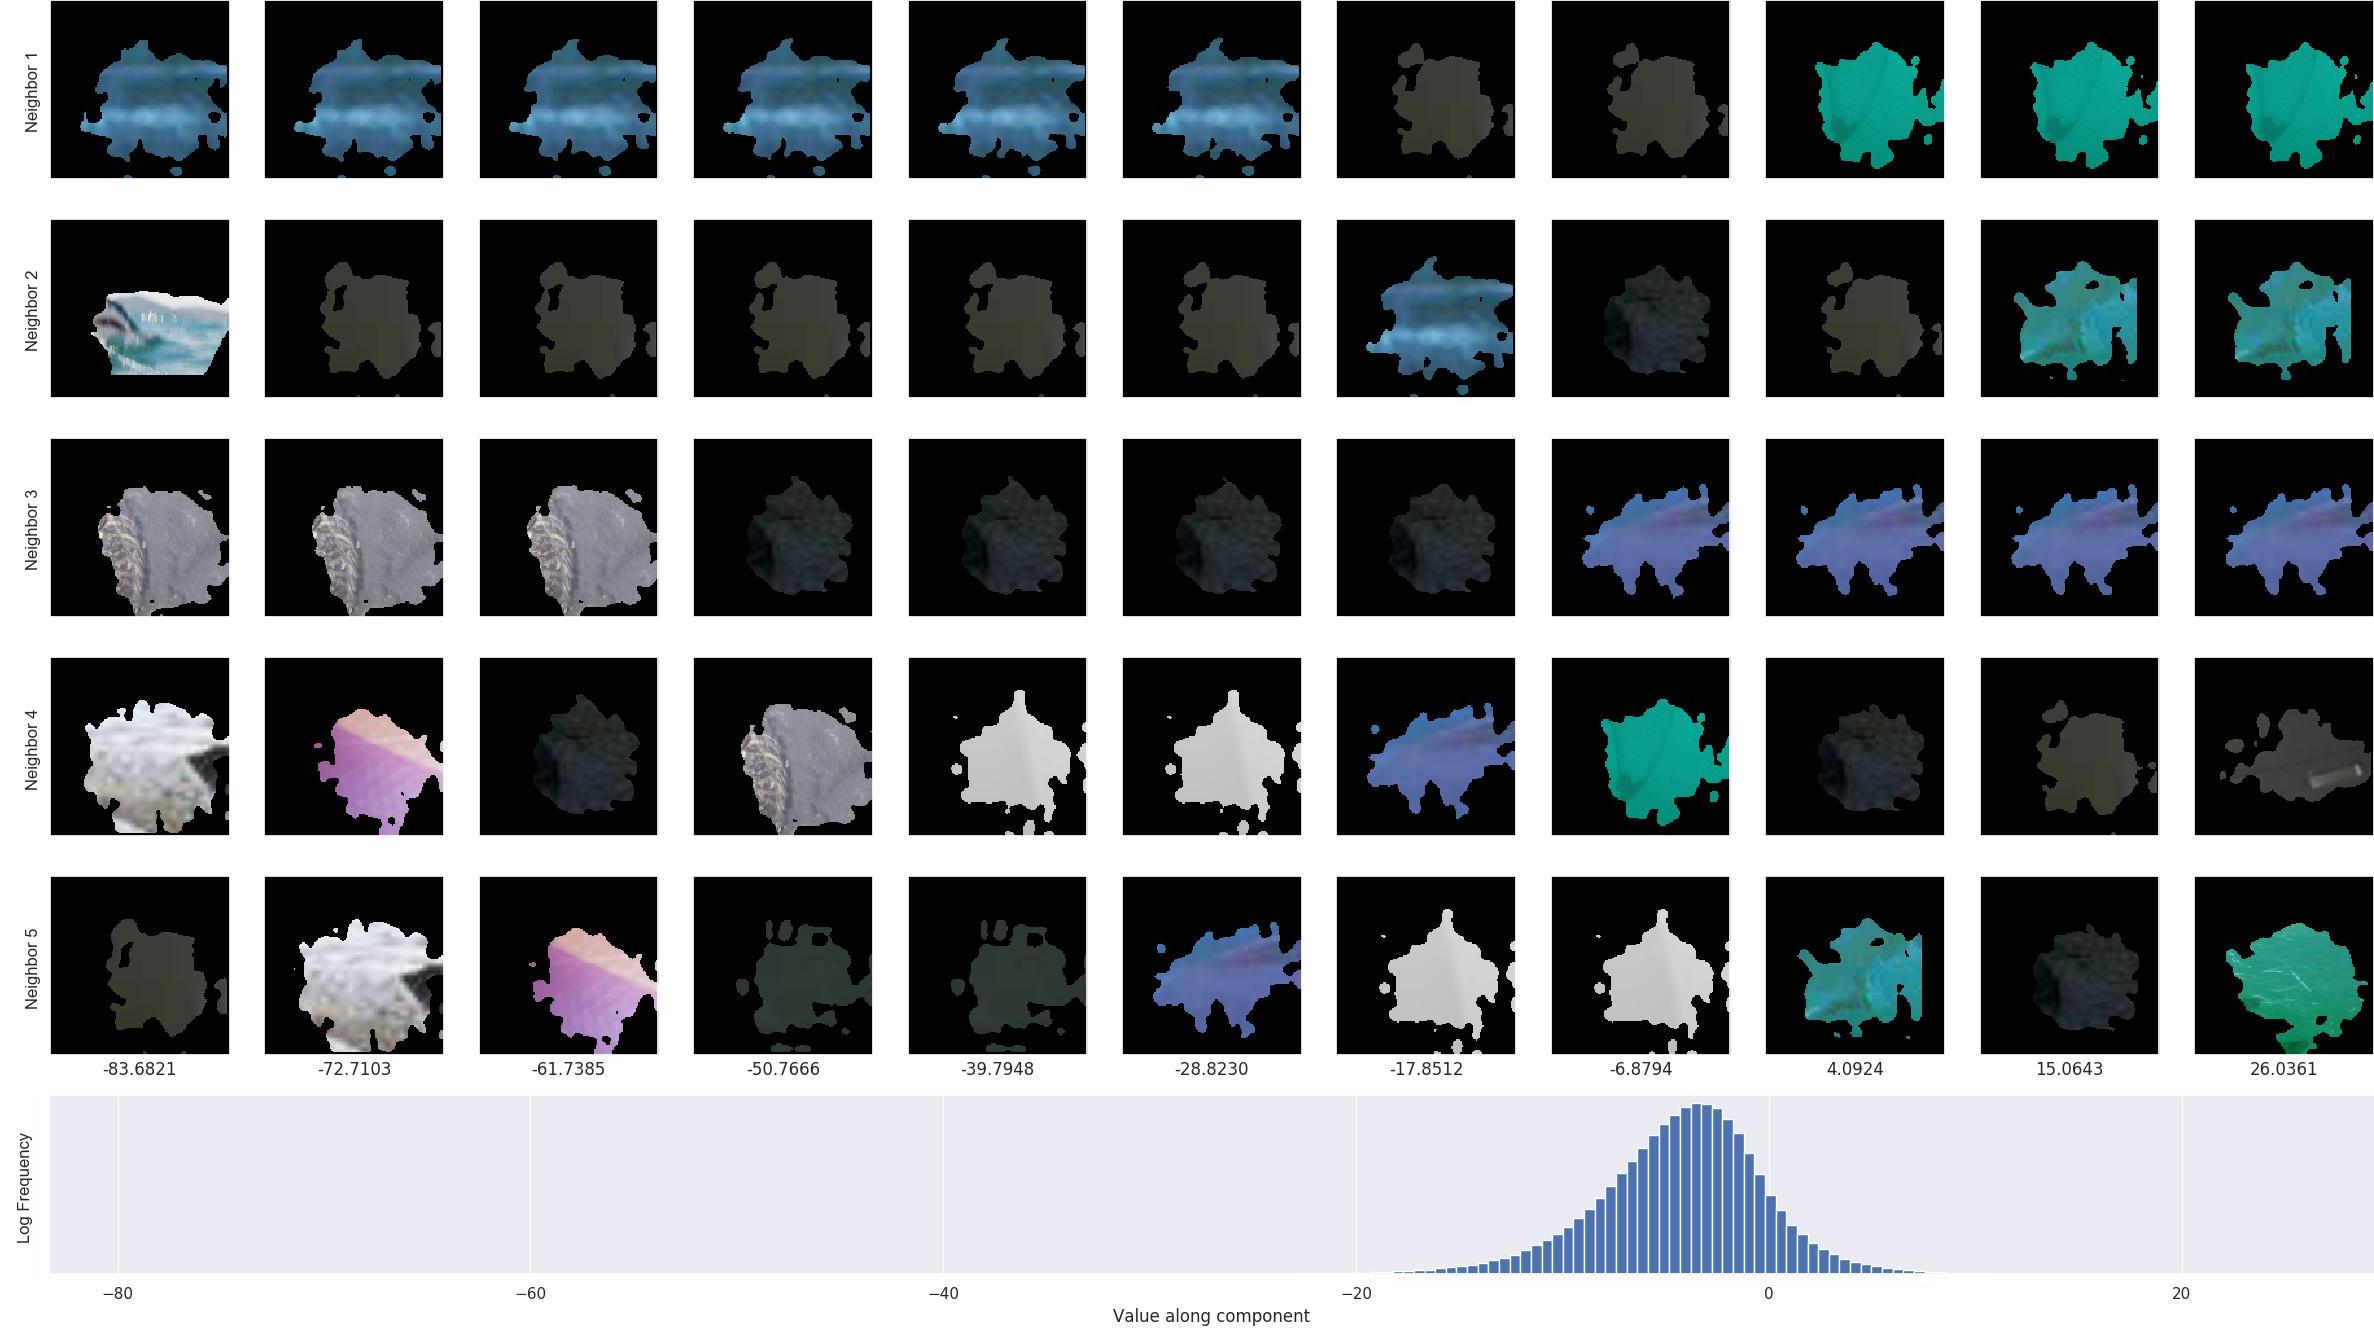 Neighbor 1
Neighbor 2
Neighbor 3
Neighbor 4
Neighbor 5
-83.6821 -72.7103 -61.7385 -50.7666 -39.7948 -28.8230 -17.8512 -6.8794 4.0924 15.0643 26.0361
Log Frequency
−80 −60 −40 −20 0 20
Value along component